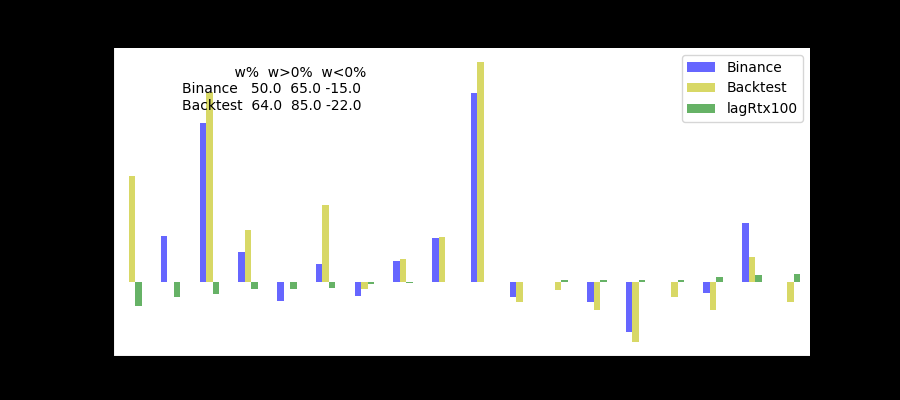 w%  w>0%  w<0%
Binance   50.0  65.0 -15.0
Backtest  64.0  85.0 -22.0
Binance
Backtest
lagRtx100